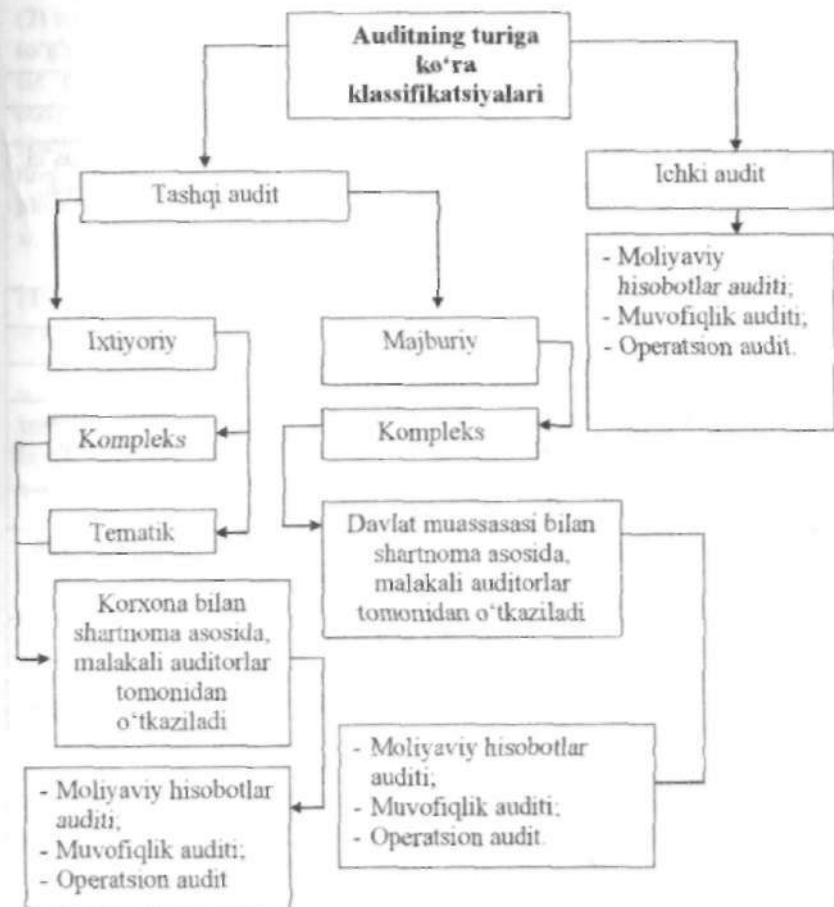 Auditning turiga
ko‘ra
klassifikatsiyalari
Tashqi audit
Ichki audit
- Moliyaviy
hisobotlar auditi;
- Muvofiqlik auditi;
- Operatsion audit.
Ixtiyoriy
Majburiy
Kompleks
Kompleks
Tematik
Davlat muassasasi bilan
shartnoma asosida,
malakali auditorlar
tomonidan o‘tkaziladi
Korxona bilan
shartnoma asosida,
malakali auditorlar
tomonidan
o‘tkaziladi
- Moliyaviy hisobotlar
auditi;
- Muvofiqlik auditi;
- Operatsion audit.
- Moliyaviy hisobotlar
auditi;
- Muvofiqlik auditi;
- Operatsion audit